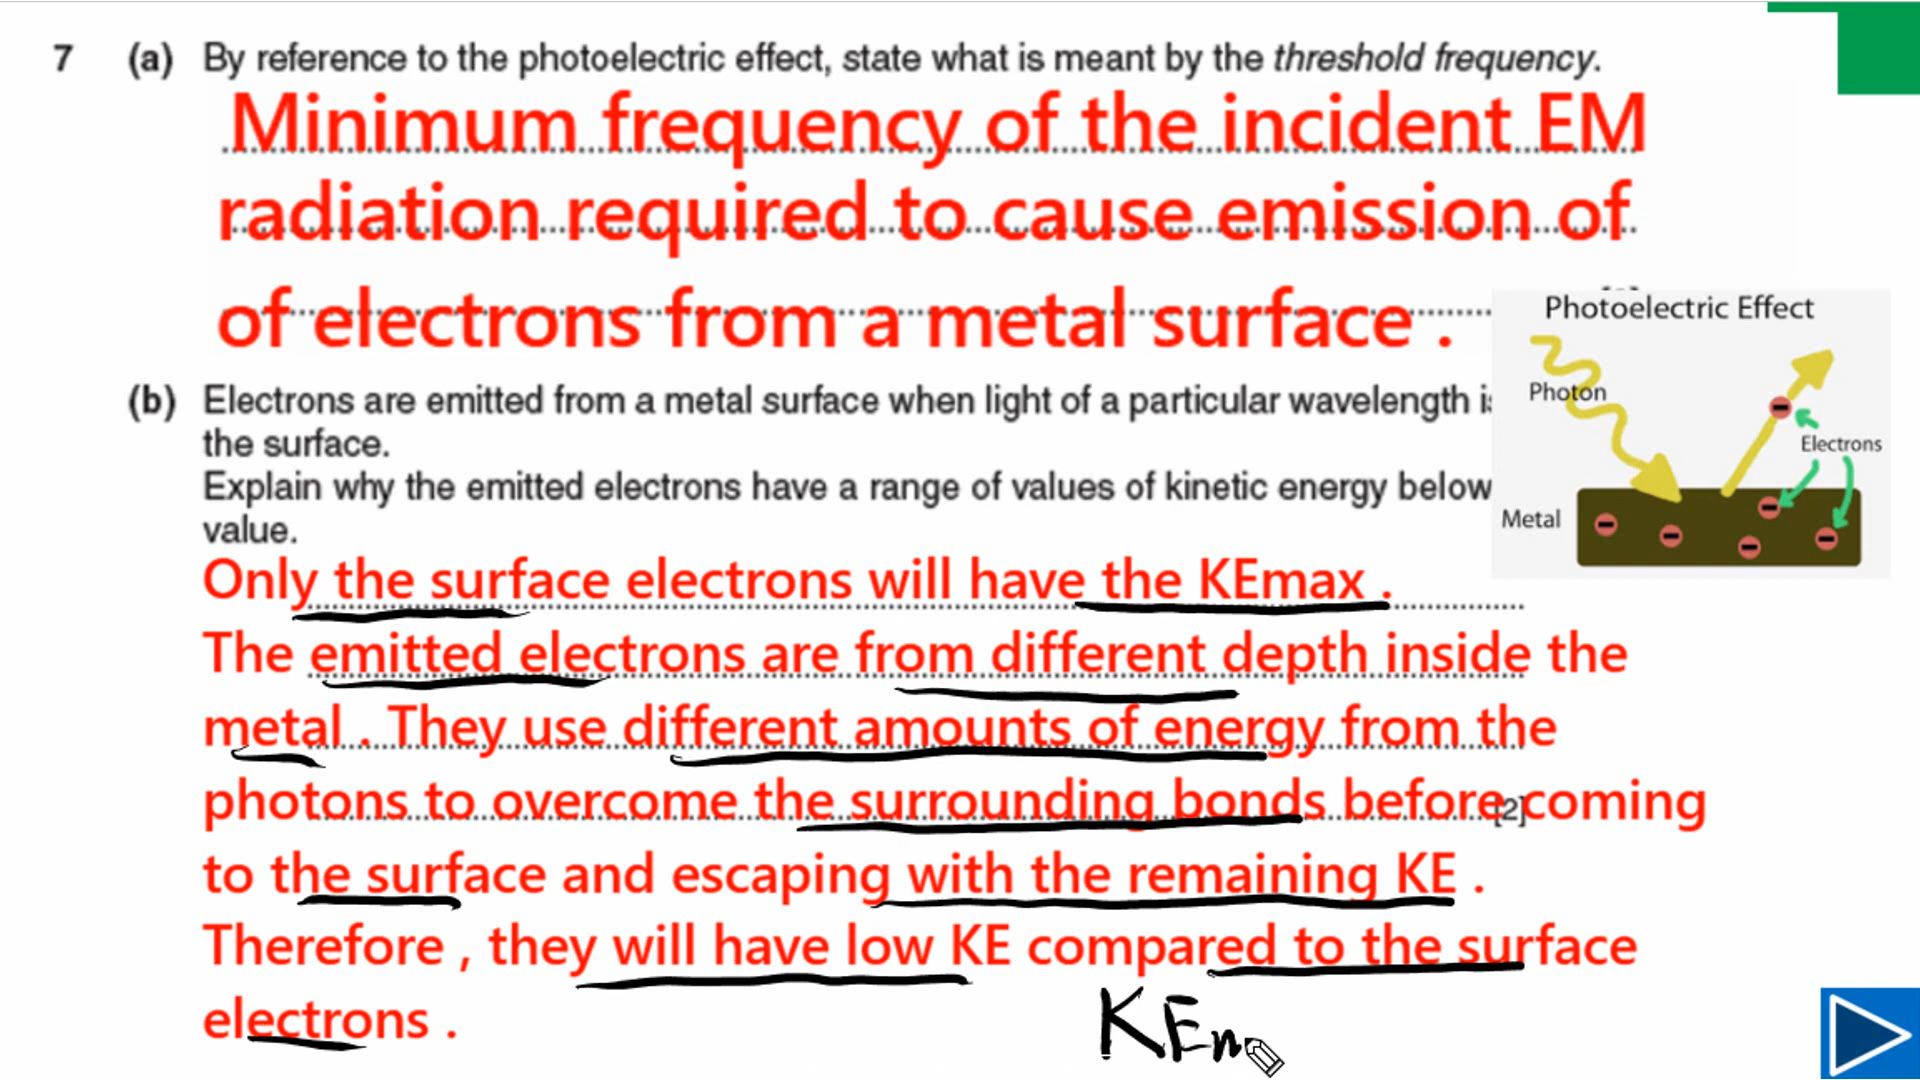 7 (a) By reference to the photoelectric effect, state what is meant by the threshold frequency.
Minimum frequency of the incident EM
radiation required to cause emission of
of electrons from a metal surface .
Photoelectric Effect
Photon
Electrons
Metal
(b) Electrons are emitted from a metal surface when light of a particular wavelength
the surface.
Explain why the emitted electrons have a range of values of kinetic energy below
value.
Only the surface electrons will have the KEmax .
The emitted electrons are from different depth inside the
metal . They use different amounts of energy from the
photons to overcome the surrounding bonds before coming
[2]
to the surface and escaping with the remaining KE .
Therefore , they will have low KE compared to the surface
electrons .
KEm